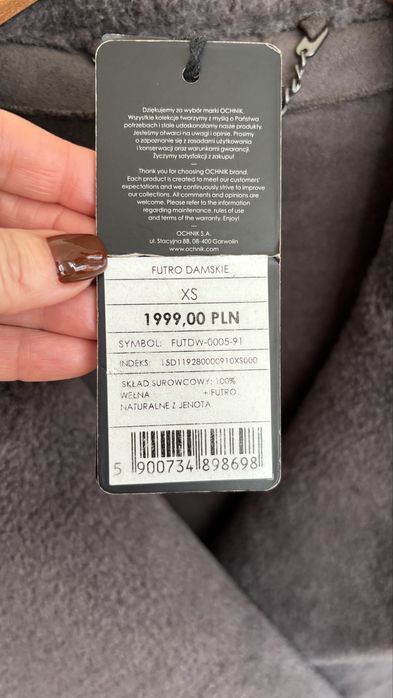 Dziękujemy za wybór marki OCHNIK.
Wszystkie kolekcje tworzymy z myślą o Państwa
potrzebach i stale udoskonalamy nasze produkty.
Jesteśmy otwarci na uwagi i opinie. Prosimy
o zapoznanie się z zasadami użytkowania
i konserwacji oraz warunkami gwarancji.
Życzymy satysfakcji z zakupu!
Thank you for choosing OCHNIK brand.
Each product is created to meet our customers'
expectations and we continuously strive to improve
our collections. All comments and opinions are
welcome. Please refer to the information
regarding maintenance, rules of use
and terms of the warranty. Enjoy!
OCHNIK S.A.
ul. Stacyjna 8B, 08-400 Garwolin
www.ochnik.com
FUTRO DAMSKIE
XS
1999,00 PLN
SYMBOL: FUTDW-0005-91
INDEKS: 15D119280000910XS000
SKŁAD SUROWCOWY: 100%
WEŁNA + FUTRO
NATURALNE Z JENOTA
5 900734 898698